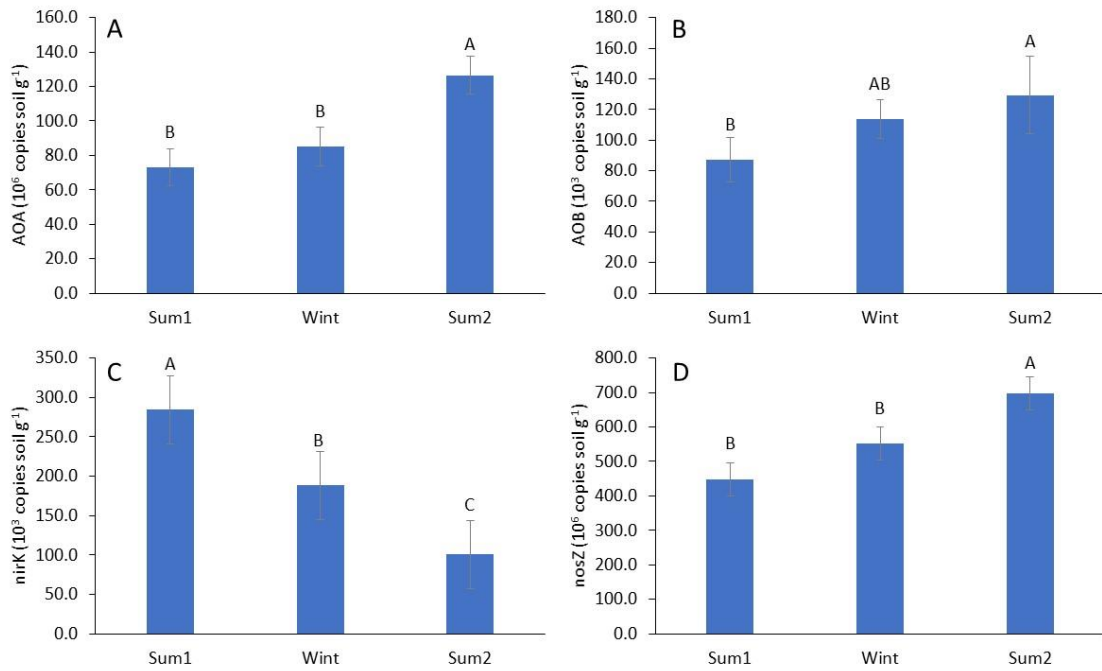 A
AOA (10⁶ copies soil g⁻¹)
160.0
140.0
120.0
100.0
80.0
60.0
40.0
20.0
0.0
B
B
A
Sum1 Wint Sum2
B
AOB (10³ copies soil g⁻¹)
180.0
160.0
140.0
120.0
100.0
80.0
60.0
40.0
20.0
0.0
B
AB
A
Sum1 Wint Sum2
C
nirK (10³ copies soil g⁻¹)
350.0
300.0
250.0
200.0
150.0
100.0
50.0
0.0
A
B
C
Sum1 Wint Sum2
D
nosZ (10⁶ copies soil g⁻¹)
800.0
700.0
600.0
500.0
400.0
300.0
200.0
100.0
0.0
B
B
A
Sum1 Wint Sum2